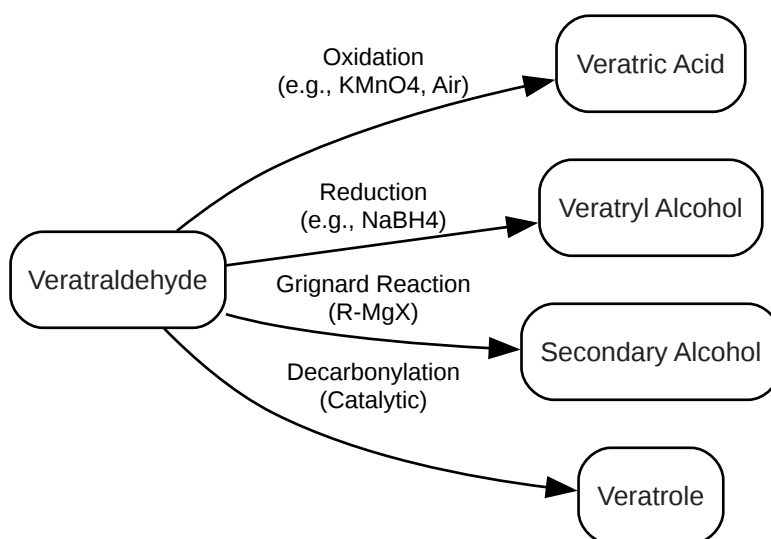 Oxidation
(e.g., KMnO4, Air)
Veratric Acid
Reduction
(e.g., NaBH4)
Veratryl Alcohol
Veratraldehyde
Grignard Reaction
(R-MgX)
Secondary Alcohol
Decarbonylation
(Catalytic)
Veratrole